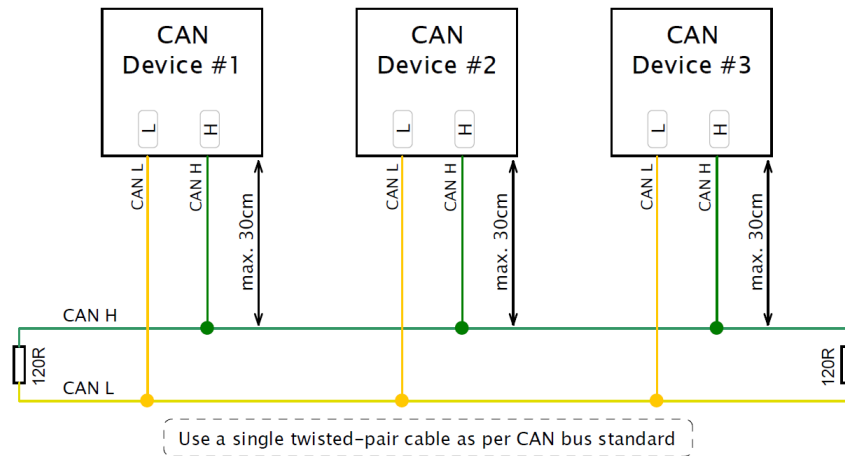 CAN
Device #1
L
H
CAN L
CAN H
max. 30cm
CAN
Device #2
L
H
CAN L
CAN H
max. 30cm
CAN
Device #3
L
H
CAN L
CAN H
max. 30cm
CAN H
120R
120R
CAN L
Use a single twisted-pair cable as per CAN bus standard